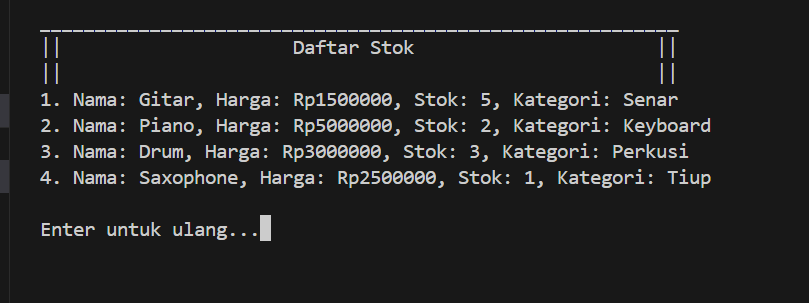 __________________________________________________________
||                     Daftar Stok                      ||
||                                                      ||
1. Nama: Gitar, Harga: Rp1500000, Stok: 5, Kategori: Senar
2. Nama: Piano, Harga: Rp5000000, Stok: 2, Kategori: Keyboard
3. Nama: Drum, Harga: Rp3000000, Stok: 3, Kategori: Perkusi
4. Nama: Saxophone, Harga: Rp2500000, Stok: 1, Kategori: Tiup
Enter untuk ulang...